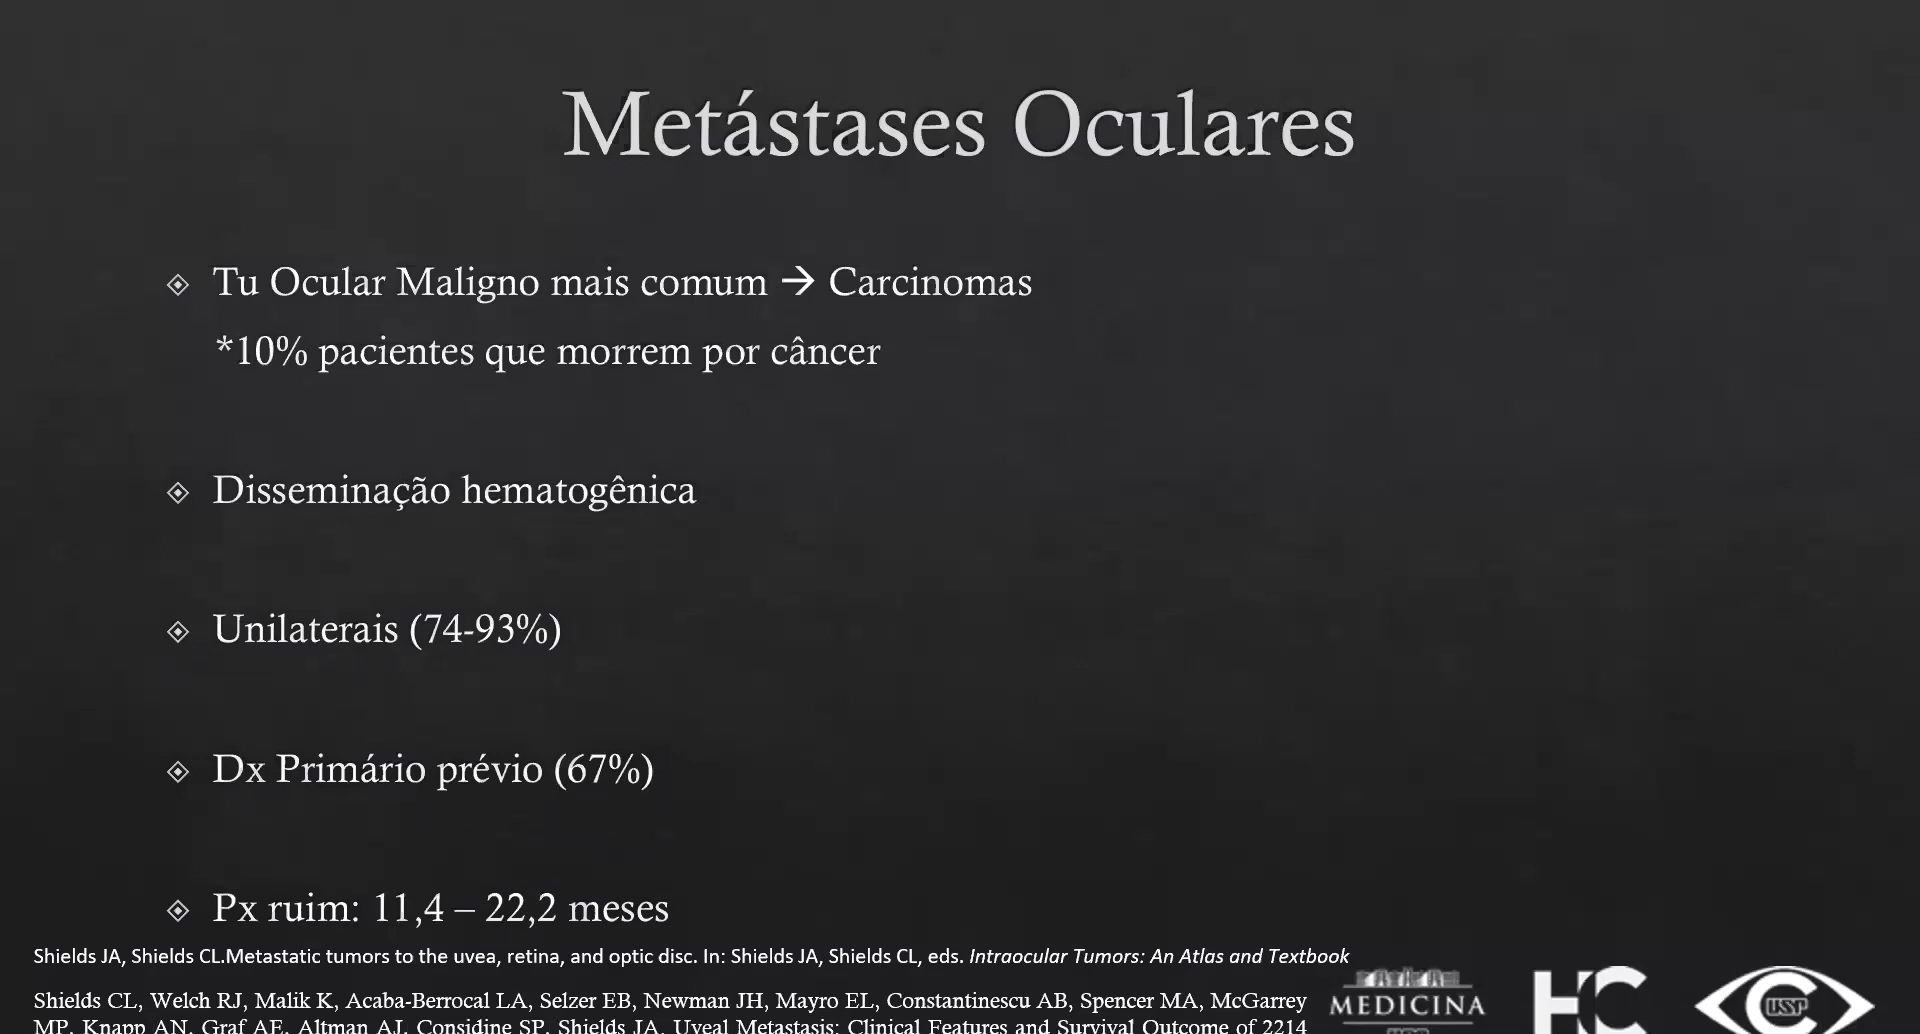 Metástases Oculares
Tu Ocular Maligno mais comum → Carcinomas
*10% pacientes que morrem por câncer
Disseminação hematogênica
Unilaterais (74-93%)
Dx Primário prévio (67%)
Px ruim: 11,4 – 22,2 meses
Shields JA, Shields CL.Metastatic tumors to the uvea, retina, and optic disc. In: Shields JA, Shields CL, eds. Intraocular Tumors: An Atlas and Textbook
Shields CL, Welch RJ, Malik K, Acaba-Berrocal LA, Selzer EB, Newman JH, Mayro EL, Constantinescu AB, Spencer MA, McGarrey
MP, Knapp AN, Graf AE, Altman AJ, Considine SP, Shields JA. Uveal Metastasis: Clinical Features and Survival Outcome of 2214
MEDICINA
HC
USP